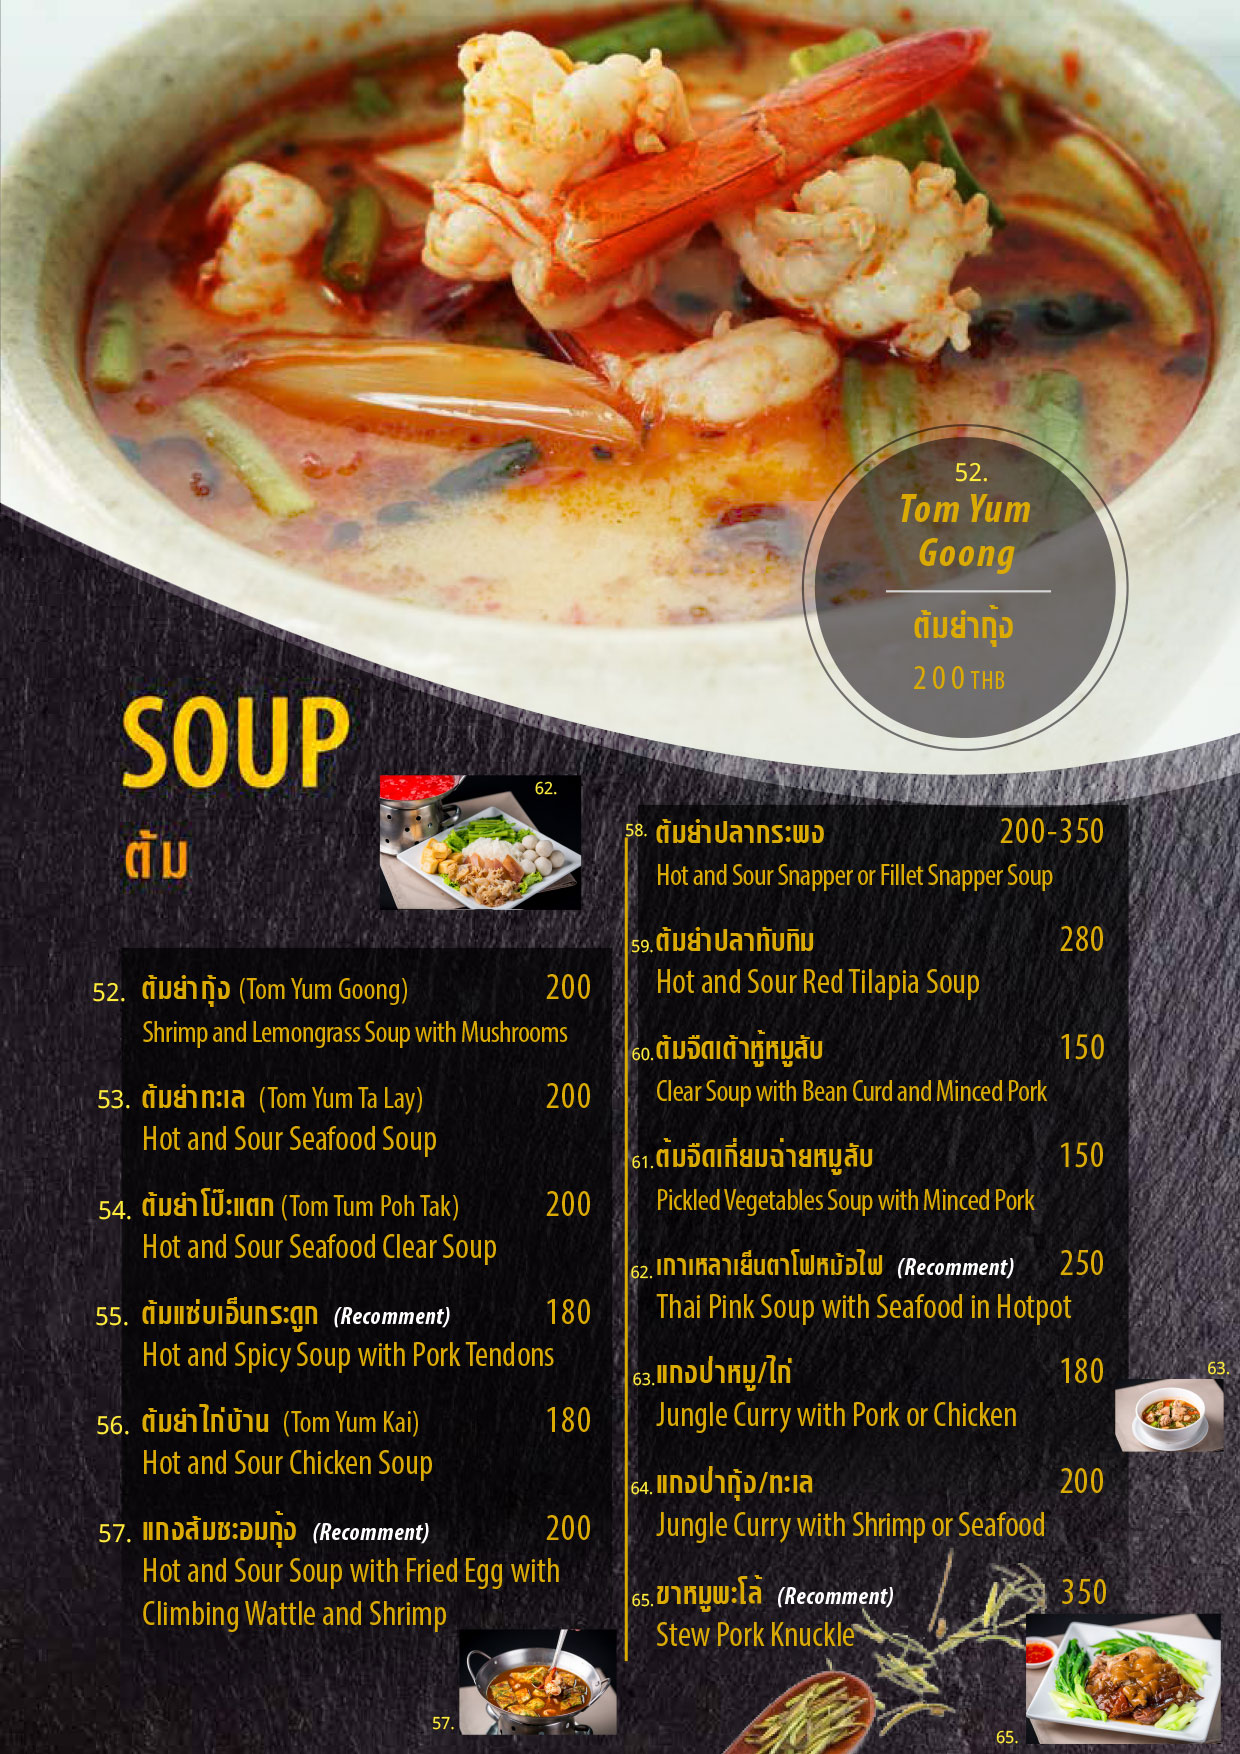 52.
Tom Yum
Goong
ต้มยำกุ้ง
200 THB
SOUP
ต้ม
62.
52. ต้มยำกุ้ง (Tom Yum Goong) 200
Shrimp and Lemongrass Soup with Mushrooms
53. ต้มยำทะเล (Tom Yum Ta Lay) 200
Hot and Sour Seafood Soup
54. ต้มยำโป๊ะแตก (Tom Tum Poh Tak) 200
Hot and Sour Seafood Clear Soup
55. ต้มแซ่บเอ็นกระดูก (Recomment) 180
Hot and Spicy Soup with Pork Tendons
56. ต้มยำไก่บ้าน (Tom Yum Kai) 180
Hot and Sour Chicken Soup
57. แกงส้มชะอมกุ้ง (Recomment) 200
Hot and Sour Soup with Fried Egg with
Climbing Wattle and Shrimp
57.
58. ต้มยำปลากระพง 200-350
Hot and Sour Snapper or Fillet Snapper Soup
59. ต้มยำปลาทับทิม 280
Hot and Sour Red Tilapia Soup
60. ต้มจืดเต้าหู้หมูสับ 150
Clear Soup with Bean Curd and Minced Pork
61. ต้มจืดเกี่ยมฉ่ายหมูสับ 150
Pickled Vegetables Soup with Minced Pork
62. เกาเหลาเย็นตาโฟหม้อไฟ (Recomment) 250
Thai Pink Soup with Seafood in Hotpot
63. แกงป่าหมู/ไก่ 180
Jungle Curry with Pork or Chicken
63.
64. แกงป่ากุ้ง/ทะเล 200
Jungle Curry with Shrimp or Seafood
65. ขาหมูพะโล้ (Recomment) 350
Stew Pork Knuckle
65.